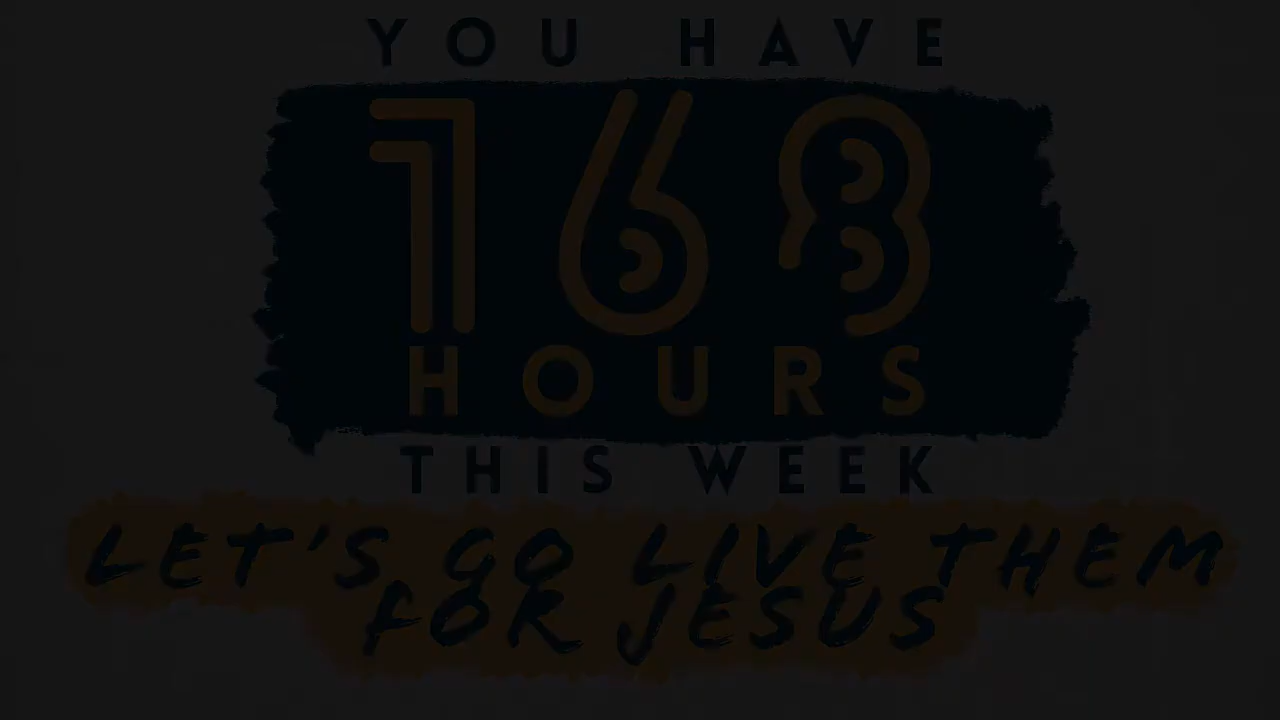 YOU HAVE
168
HOURS
THIS WEEK
LET'S GO LIVE THEM
FOR JESUS